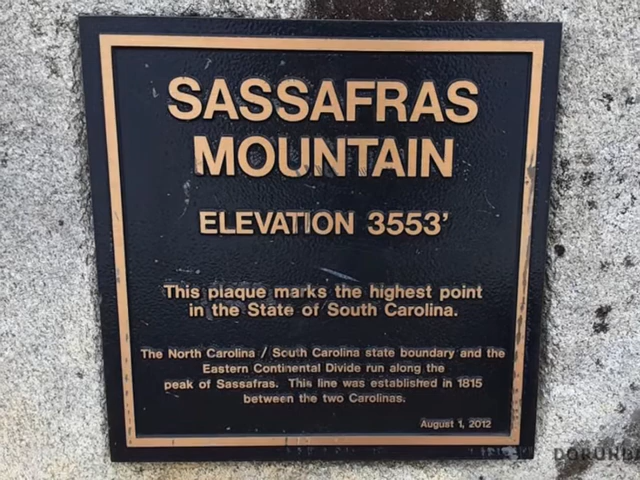 SASSAFRAS
MOUNTAIN
ELEVATION 3553'
This plaque marks the highest point
in the State of South Carolina.
The North Carolina / South Carolina state boundary and the
Eastern Continental Divide run along the
peak of Sassafras. This line was established in 1815
between the two Carolinas.
August 1, 2012